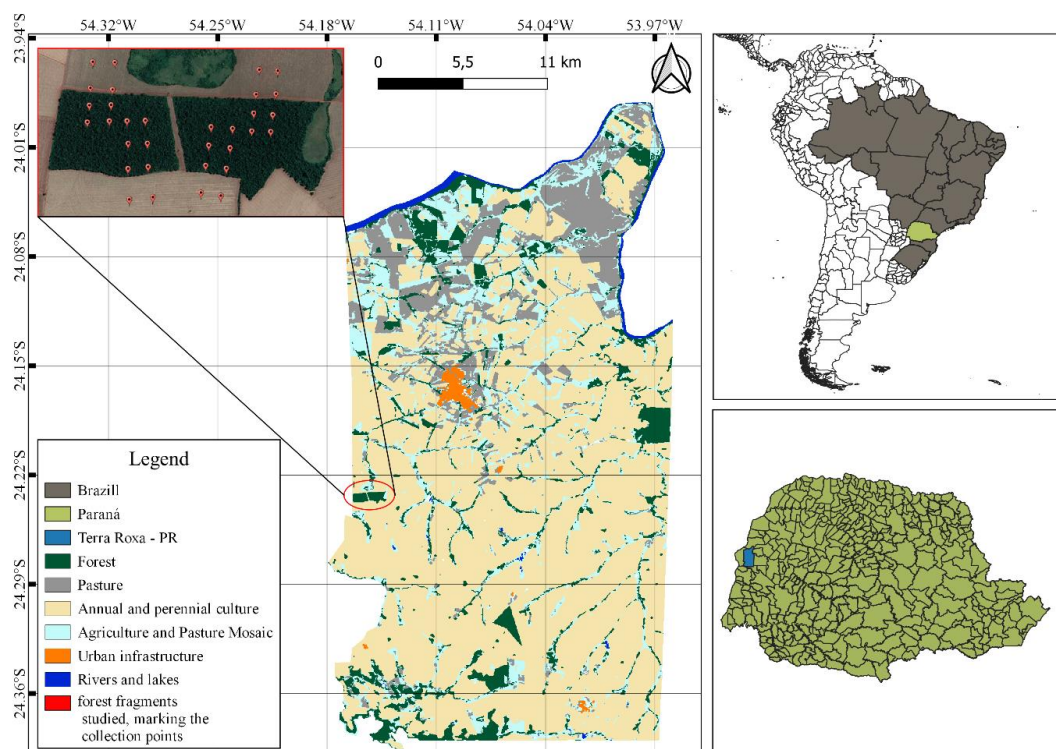 54.32°W 54.25°W 54.18°W 54.11°W 54.04°W 53.97°W
23.94°S
0 5,5 11 km
24.01°S
24.08°S
24.15°S
24.22°S
24.29°S
24.36°S
Legend
Brazill
Paraná
Terra Roxa - PR
Forest
Pasture
Annual and perennial culture
Agriculture and Pasture Mosaic
Urban infrastructure
Rivers and lakes
forest fragments
studied, marking the
collection points